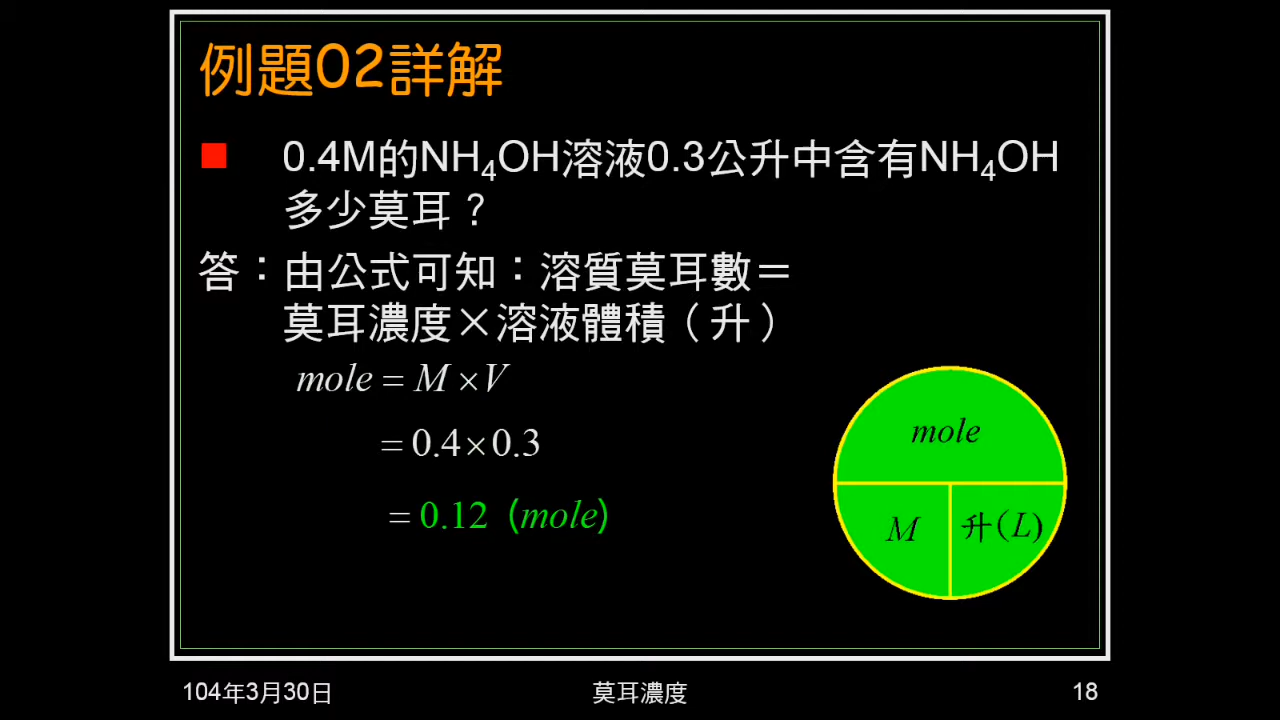 例題02詳解
■ 0.4M的NH₄OH溶液0.3公升中含有NH₄OH
多少莫耳？
答：由公式可知：溶質莫耳數＝
莫耳濃度×溶液體積（升）
mole = M × V
= 0.4×0.3
= 0.12 (mole)
mole
M 升(L)
104年3月30日 莫耳濃度 18